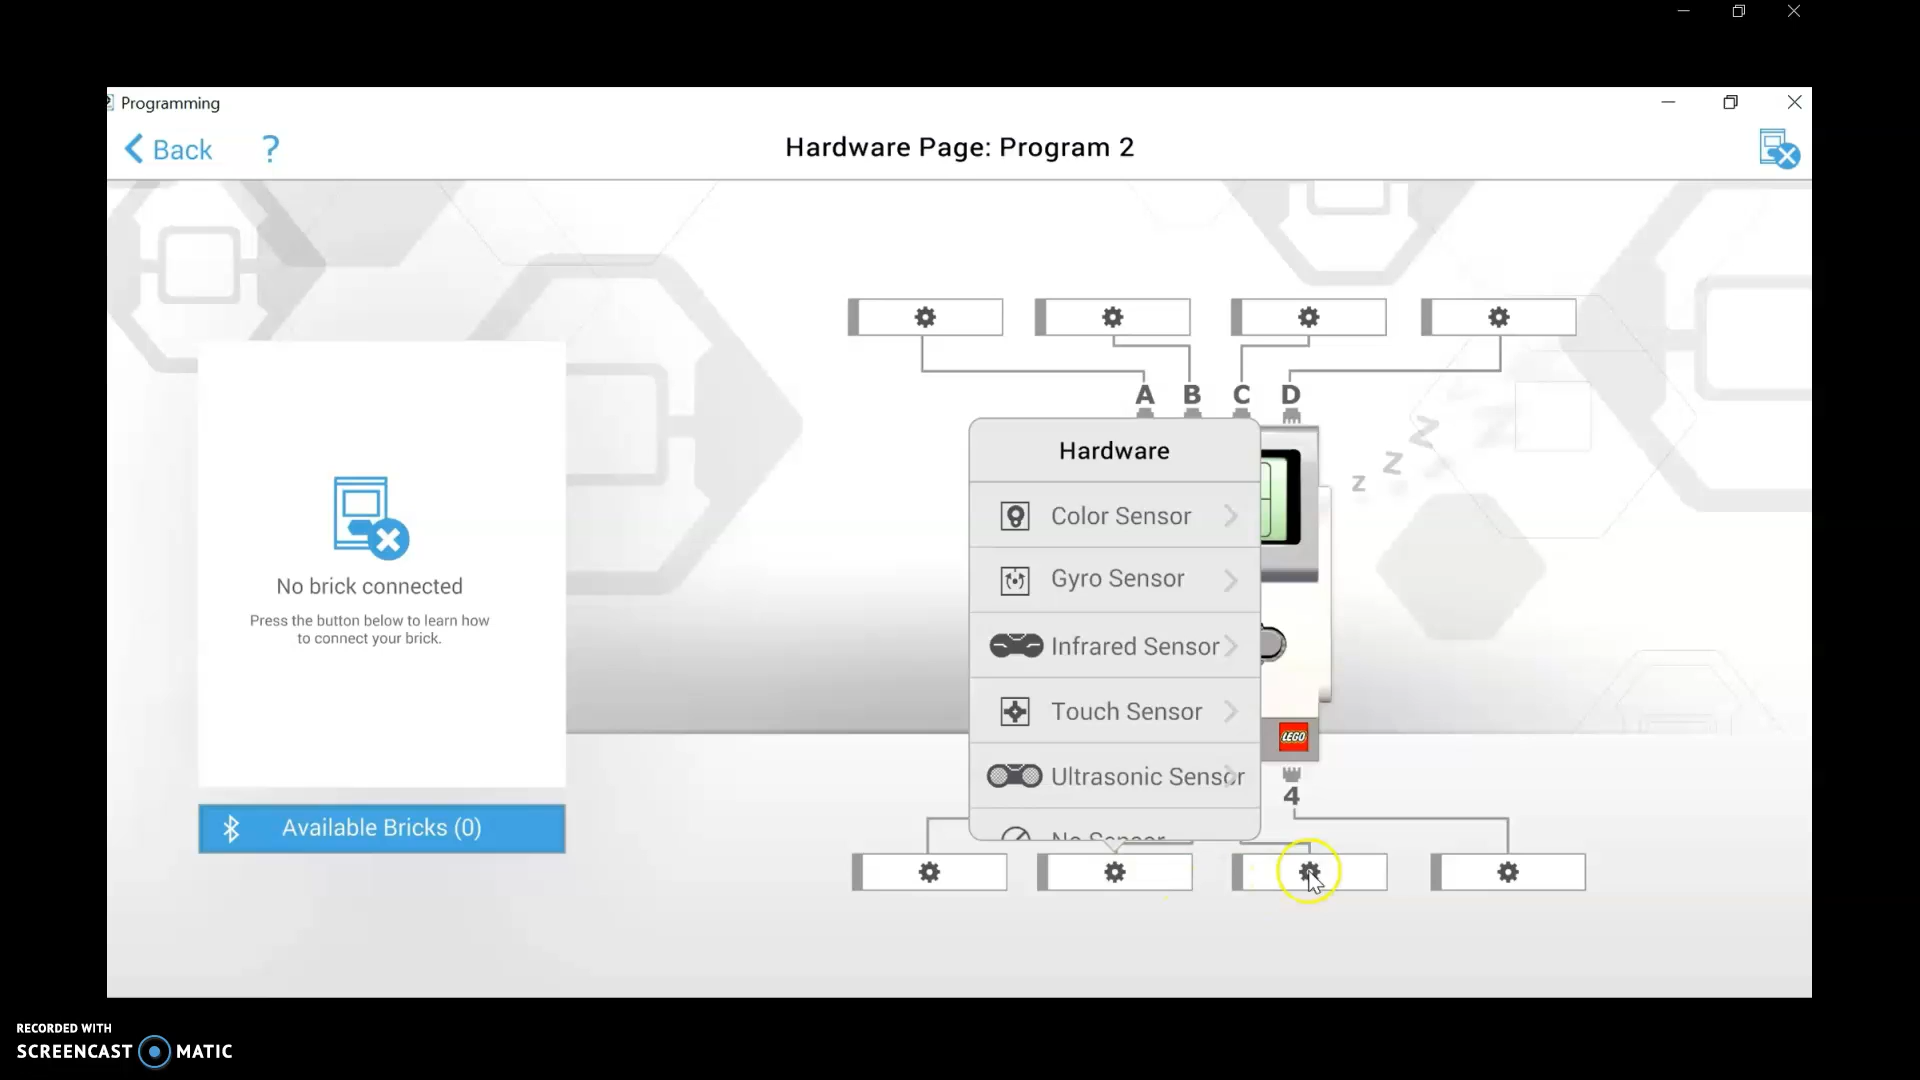 Programming
Back
?
Hardware Page: Program 2
A B C D
Hardware
Color Sensor
Gyro Sensor
Infrared Sensor
Touch Sensor
Ultrasonic Sensor
No Sensor
z
Z
Z
LEGO
4
No brick connected
Press the button below to learn how
to connect your brick.
Available Bricks (0)
RECORDED WITH
SCREENCAST MATIC